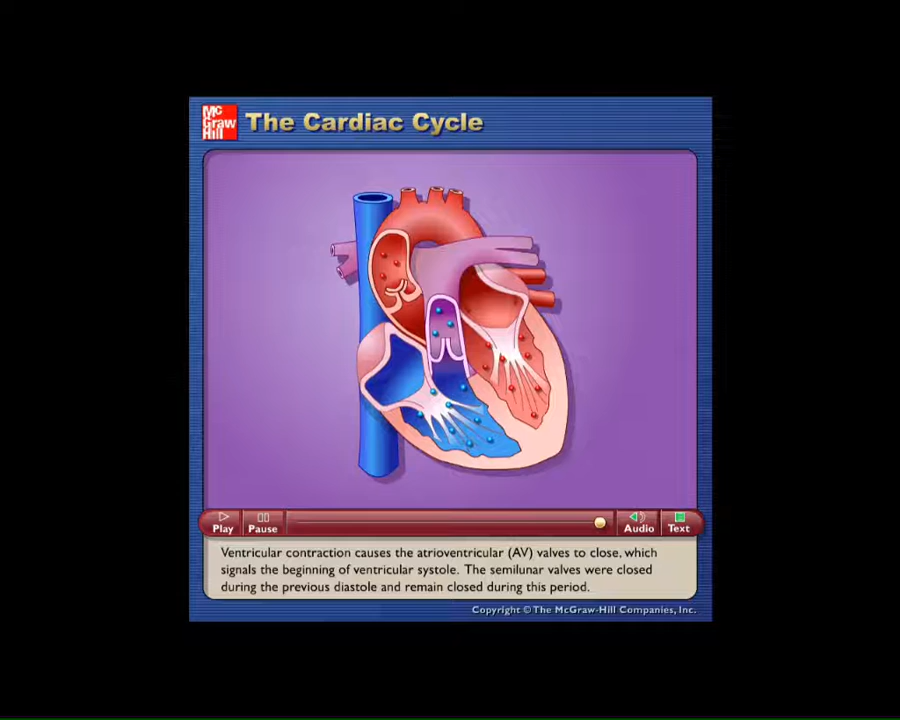 Mc
Graw
Hill
The Cardiac Cycle
Play
Pause
Audio
Text
Ventricular contraction causes the atrioventricular (AV) valves to close, which
signals the beginning of ventricular systole. The semilunar valves were closed
during the previous diastole and remain closed during this period.
Copyright © The McGraw-Hill Companies, Inc.